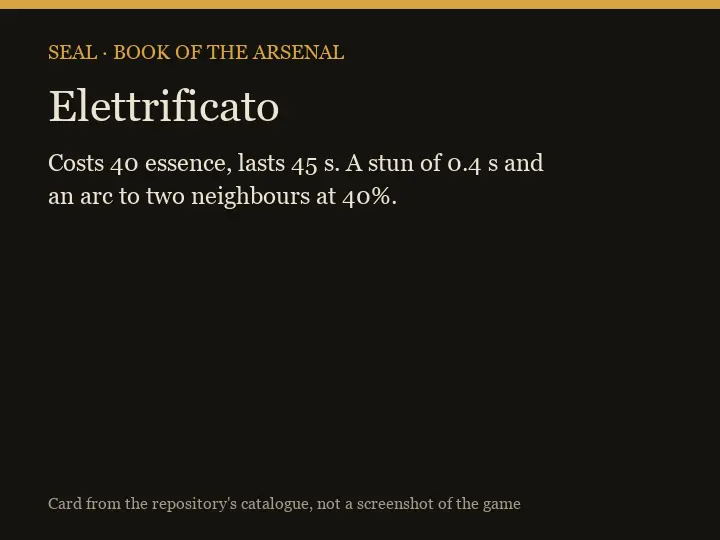 SEAL · BOOK OF THE ARSENAL
Elettrificato
Costs 40 essence, lasts 45 s. A stun of 0.4 s and
an arc to two neighbours at 40%.
Card from the repository's catalogue, not a screenshot of the game